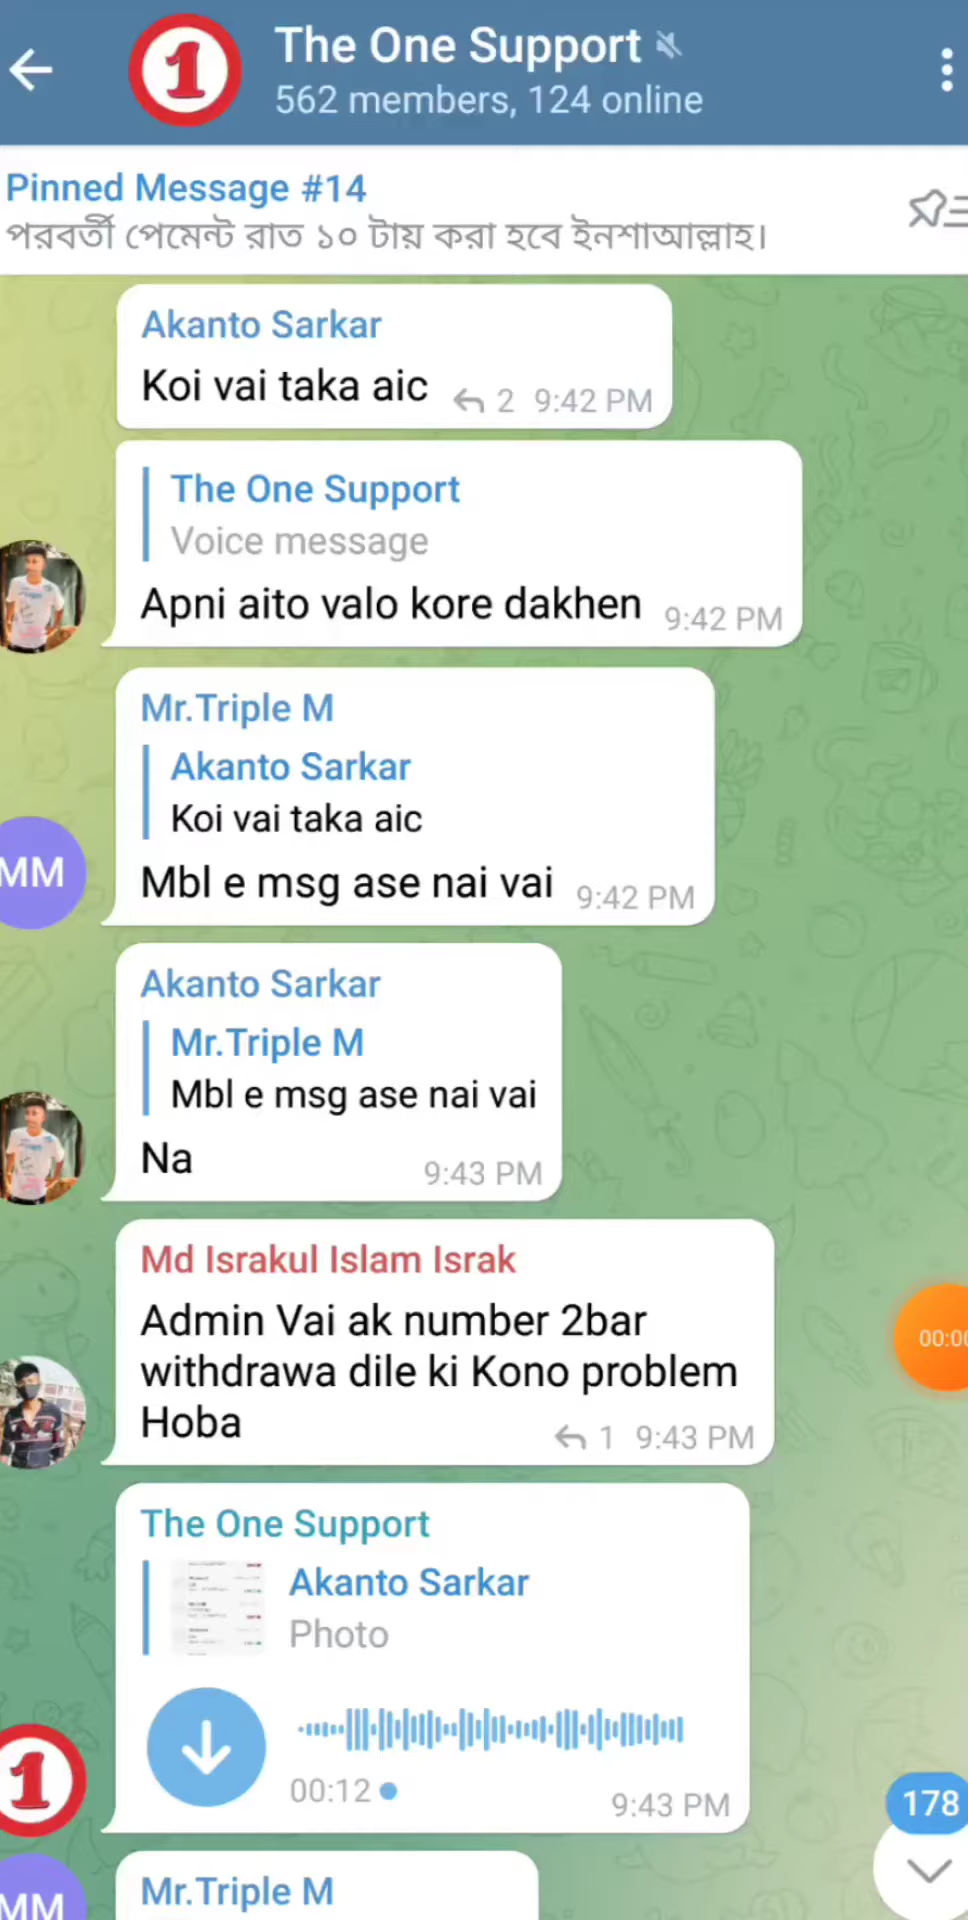 The One Support
562 members, 124 online
Pinned Message #14
পরবর্তী পেমেন্ট রাত ১০ টায় করা হবে ইনশাআল্লাহ।
Akanto Sarkar
Koi vai taka aic 2 9:42 PM
The One Support
Voice message
Apni aito valo kore dakhen 9:42 PM
Mr.Triple M
Akanto Sarkar
Koi vai taka aic
MM
Mbl e msg ase nai vai 9:42 PM
Akanto Sarkar
Mr.Triple M
Mbl e msg ase nai vai
Na 9:43 PM
Md Israkul Islam Israk
Admin Vai ak number 2bar
withdrawa dile ki Kono problem
Hoba 1 9:43 PM
00:00
The One Support
Akanto Sarkar
Photo
00:12 9:43 PM
1
178
Mr.Triple M
MM